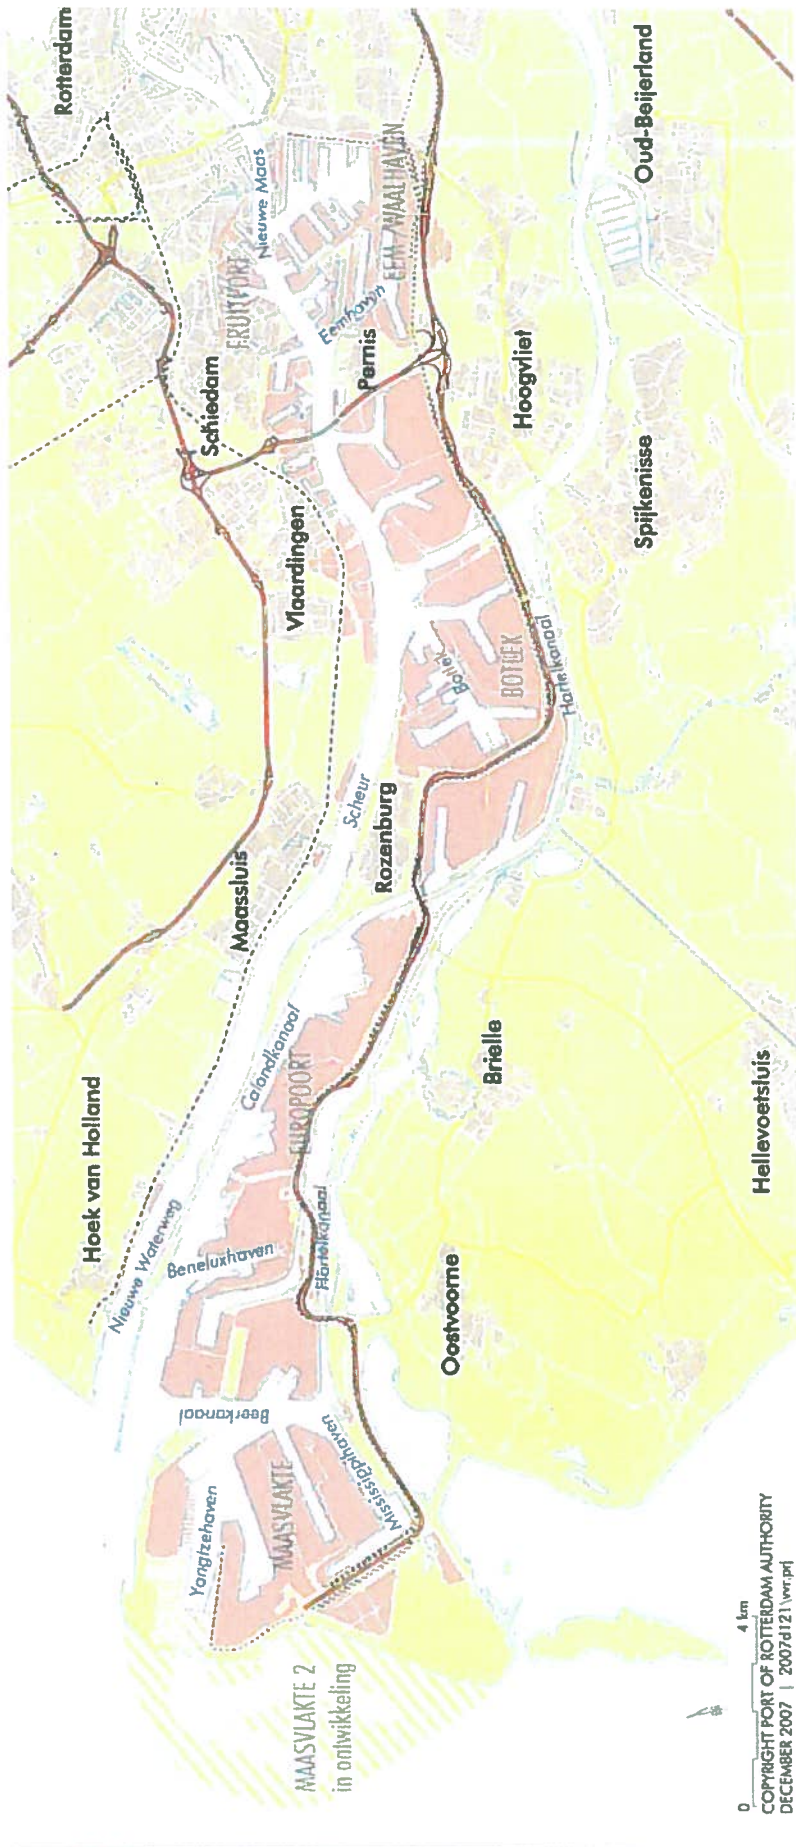 MAASVLAKTE 2
in ontwikkeling
Yangtzehaven
MAASVLAKTE
Mississippihaven
Beerkanaal
Nieuwe Waterweg
Hoek van Holland
Beneluxhaven
Hartelkanaal
Oostvoorne
EUROPOORT
Calandkanaal
Brielle
Hellevoetsluis
Maassluis
Scheur
Rozenburg
Botlek
BOTLEK
Hartelkanaal
Vlaardingen
Spijkenisse
Schiedam
Pernis
Hoogvliet
FRUITPORT
Eemhaven
EEM-/WAALHAVEN
Nieuwe Maas
Rotterdam
Oud-Beijerland
0 4 km
COPYRIGHT PORT OF ROTTERDAM AUTHORITY
DECEMBER 2007 | 2007d121\vvr.prj